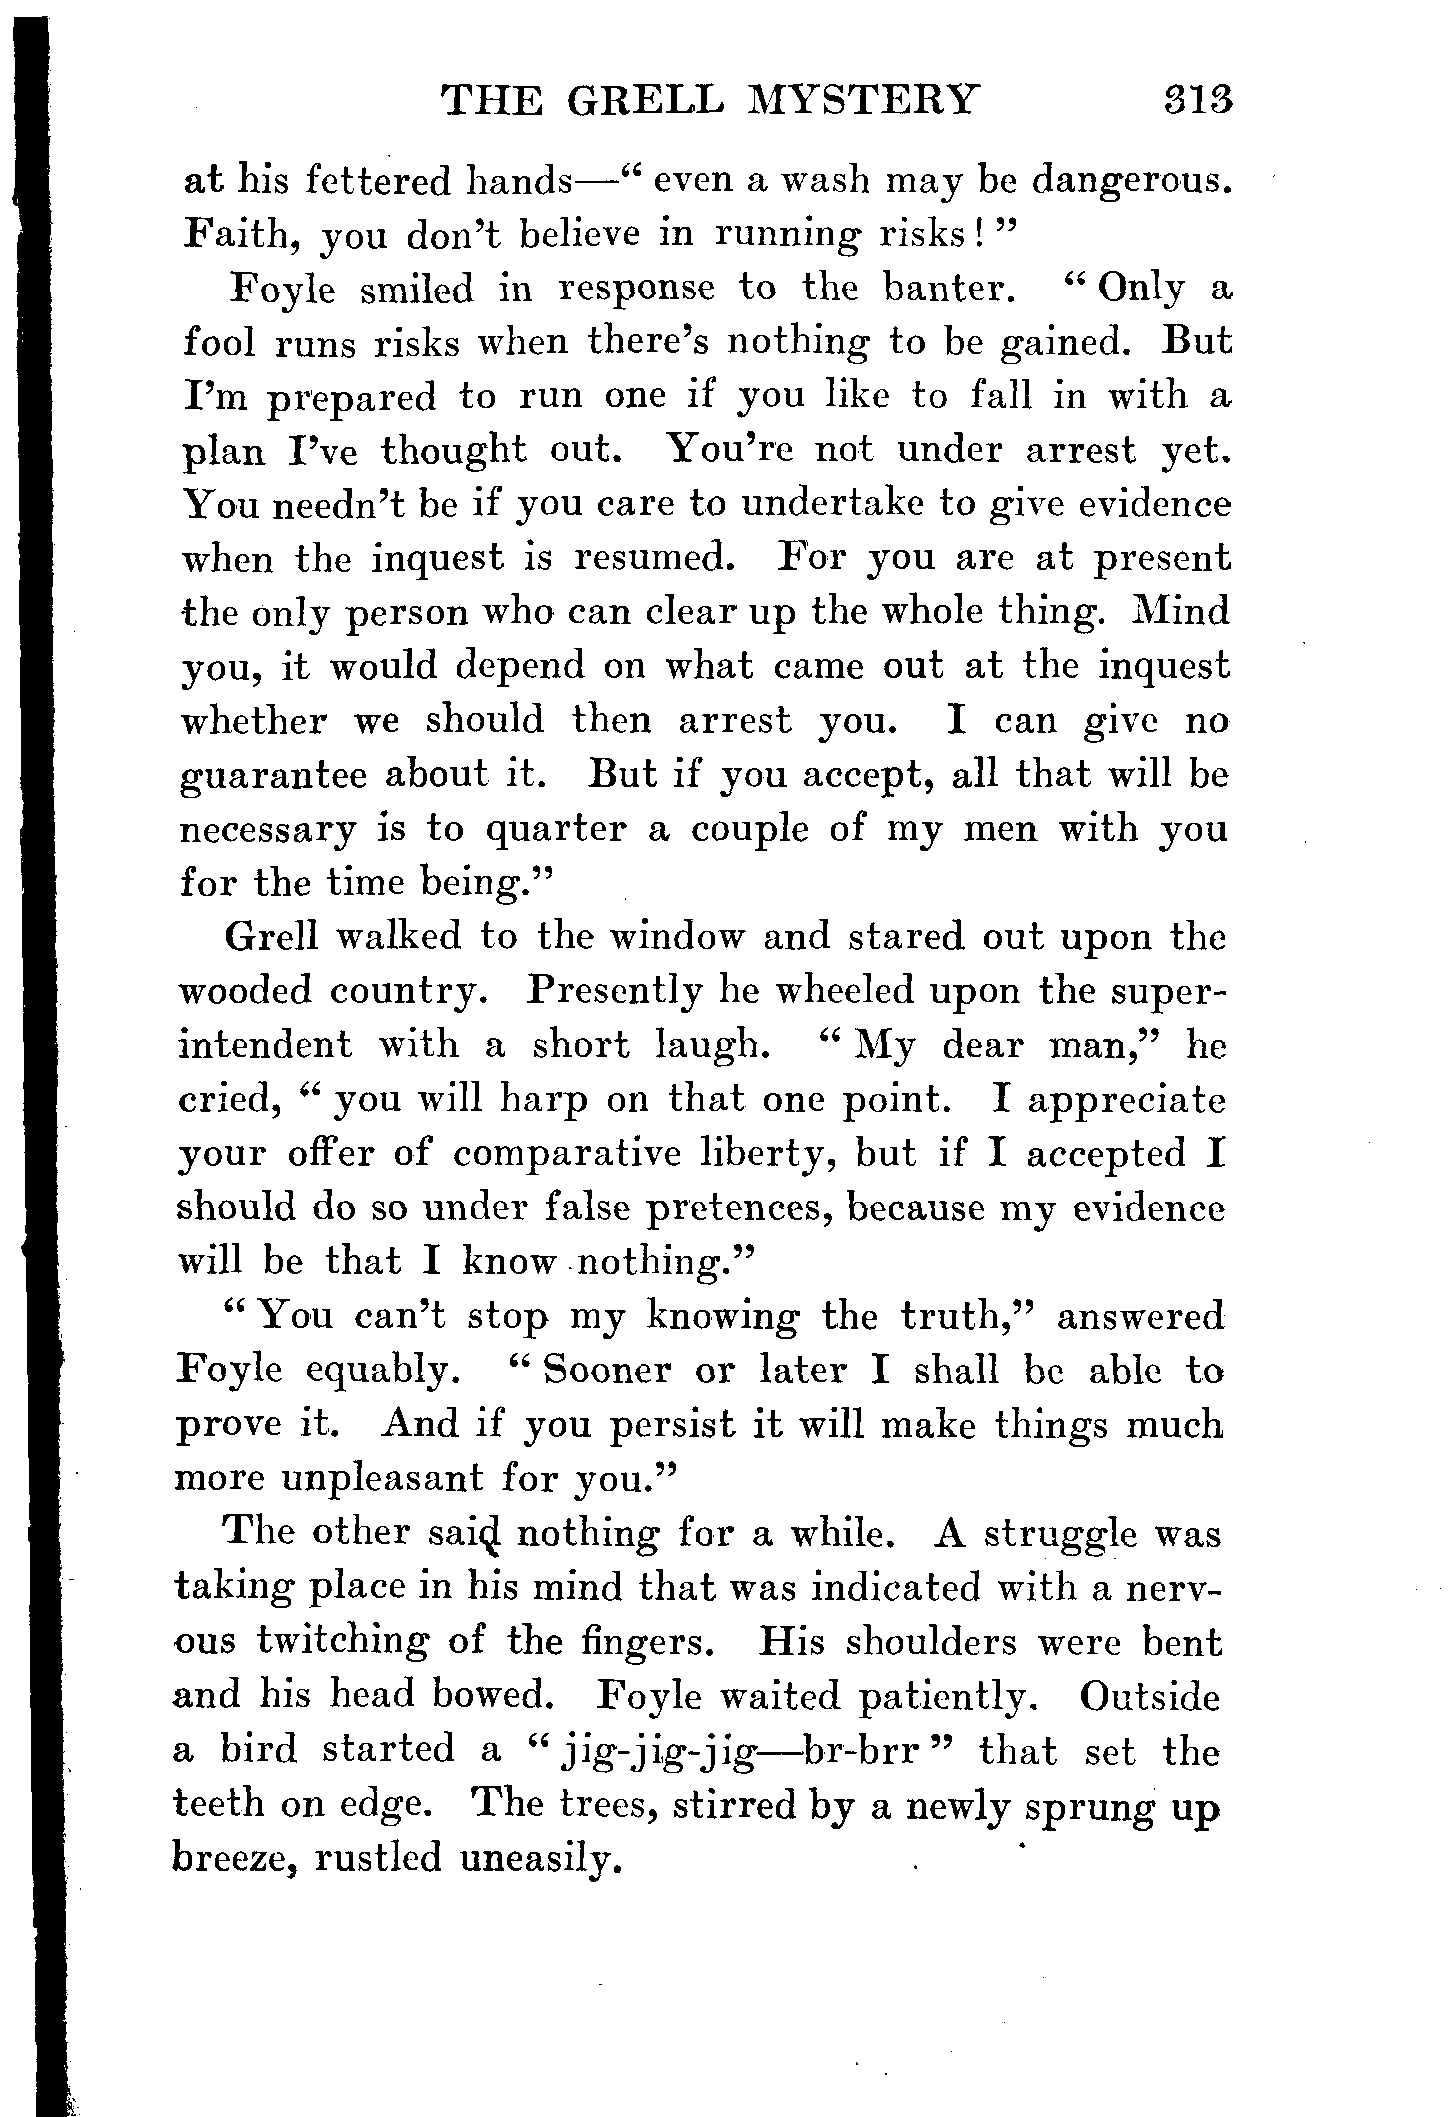 THE GRELL MYSTERY 313
at his fettered hands—“ even a wash may be dangerous.
Faith, you don’t believe in running risks! ”
Foyle smiled in response to the banter. “ Only a
fool runs risks when there’s nothing to be gained. But
I’m prepared to run one if you like to fall in with a
plan I’ve thought out. You’re not under arrest yet.
You needn’t be if you care to undertake to give evidence
when the inquest is resumed. For you are at present
the only person who can clear up the whole thing. Mind
you, it would depend on what came out at the inquest
whether we should then arrest you. I can give no
guarantee about it. But if you accept, all that will be
necessary is to quarter a couple of my men with you
for the time being.”
Grell walked to the window and stared out upon the
wooded country. Presently he wheeled upon the super-
intendent with a short laugh. “ My dear man,” he
cried, “ you will harp on that one point. I appreciate
your offer of comparative liberty, but if I accepted I
should do so under false pretences, because my evidence
will be that I know nothing.”
“ You can’t stop my knowing the truth,” answered
Foyle equably. “ Sooner or later I shall be able to
prove it. And if you persist it will make things much
more unpleasant for you.”
The other said nothing for a while. A struggle was
taking place in his mind that was indicated with a nerv-
ous twitching of the fingers. His shoulders were bent
and his head bowed. Foyle waited patiently. Outside
a bird started a “ jig-jig-jig—br-brr ” that set the
teeth on edge. The trees, stirred by a newly sprung up
breeze, rustled uneasily.